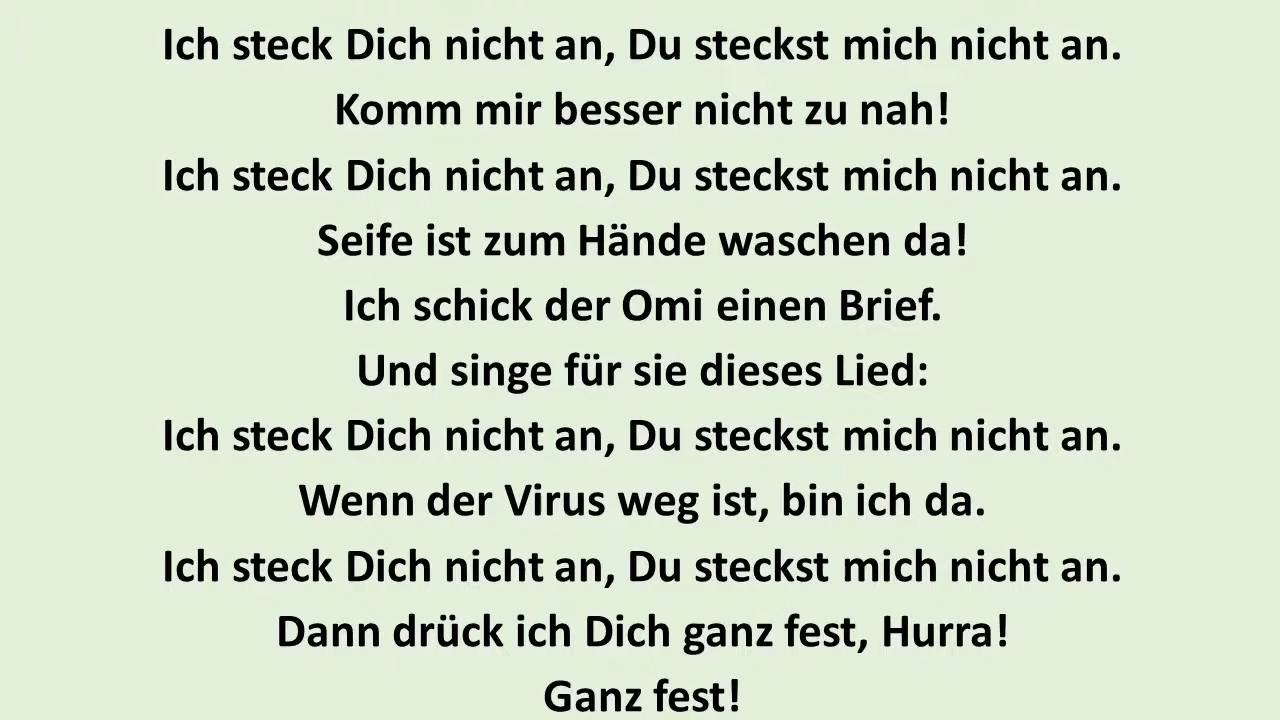 Ich steck Dich nicht an, Du steckst mich nicht an.
Komm mir besser nicht zu nah!
Ich steck Dich nicht an, Du steckst mich nicht an.
Seife ist zum Hände waschen da!
Ich schick der Omi einen Brief.
Und singe für sie dieses Lied:
Ich steck Dich nicht an, Du steckst mich nicht an.
Wenn der Virus weg ist, bin ich da.
Ich steck Dich nicht an, Du steckst mich nicht an.
Dann drück ich Dich ganz fest, Hurra!
Ganz fest!